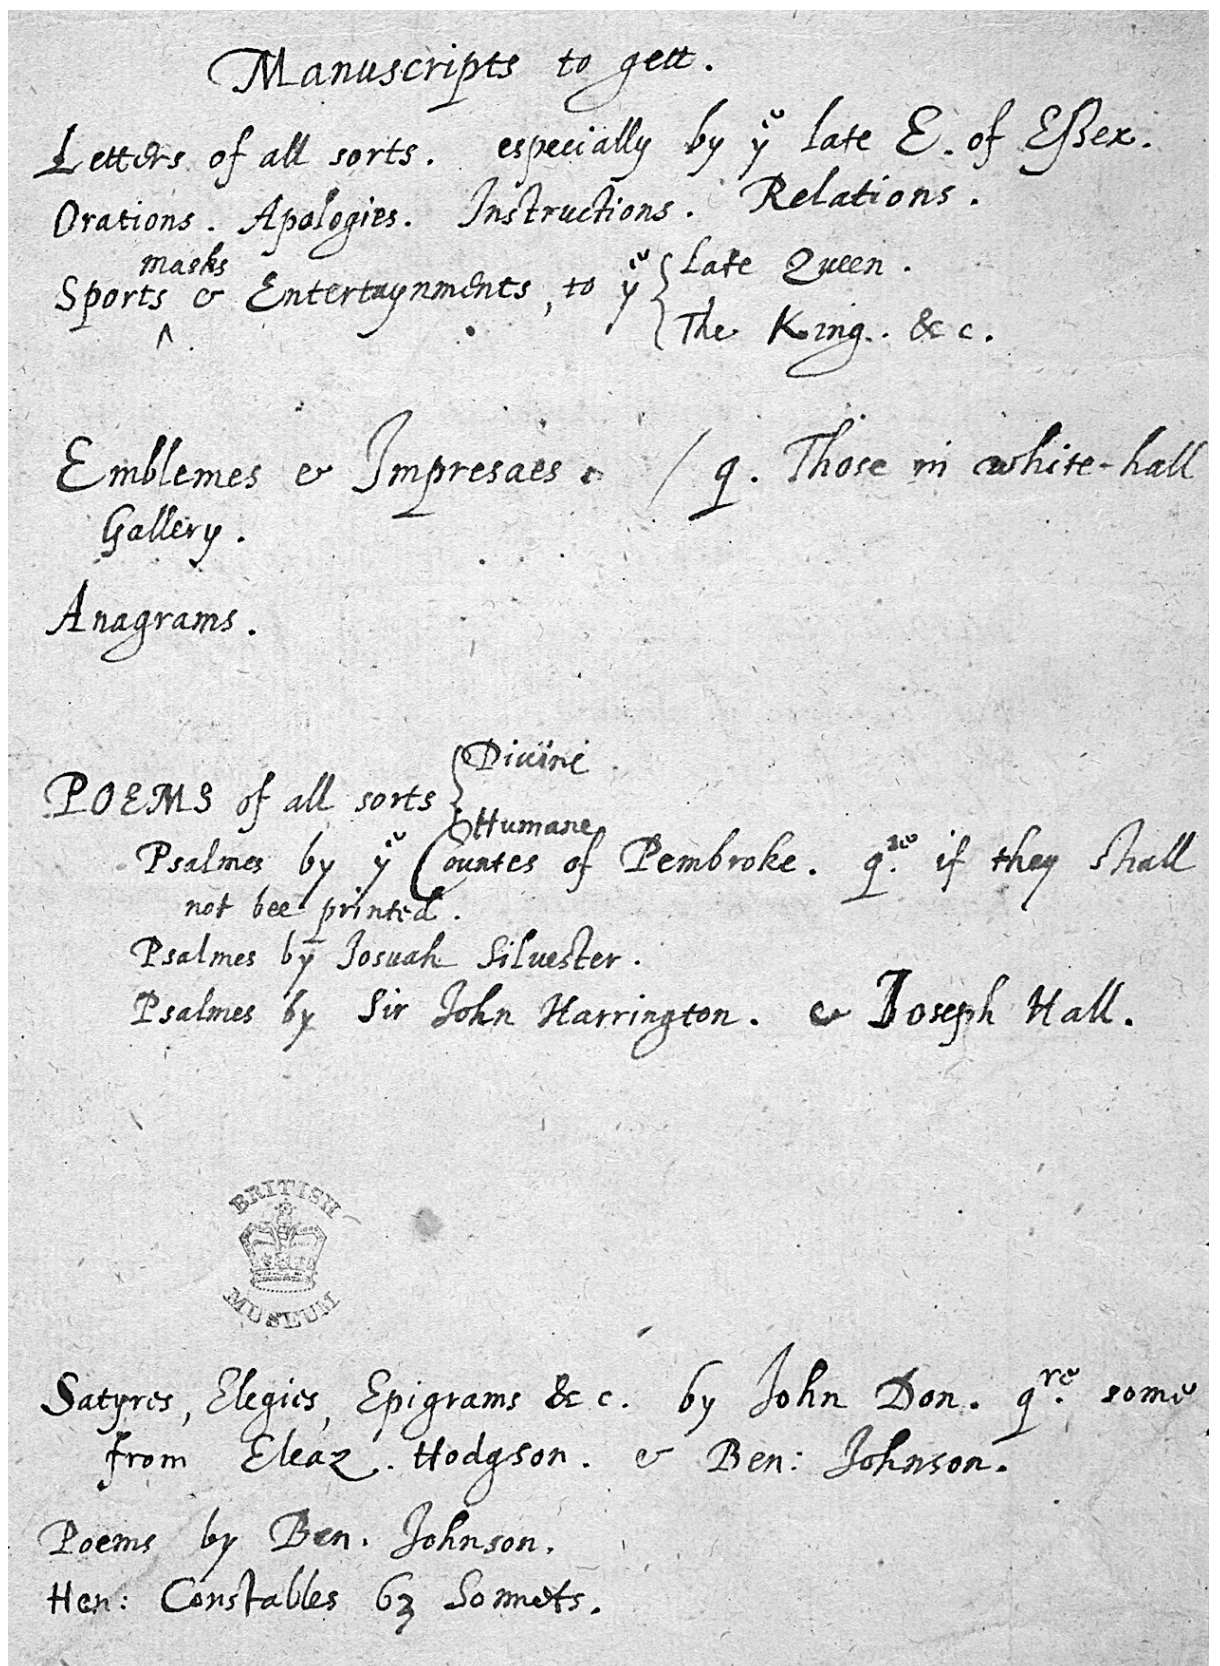 Manuscripts to gett.
Letters of all sorts. especially by yᵉ late E. of Eſsex.
Orations. Apologies. Instructions. Relations.
masks
Sports & Entertaynments, to yᵉ { Late Queen.
^
The King. &c.
Emblemes & Impresaes. / q. Those in white-hall
Gallery.
Anagrams.
Divine
POEMS of all sorts {
Humane
Psalmes by yᵉ Countes of Pembroke. qʳᵉ. if they shall
not bee printed.
Psalmes by Josuah Siluester.
Psalmes by Sir John Harrington. & Joseph Hall.
BRITISH
MUSEUM
Satyres, Elegies, Epigrams &c. by John Don. qʳᵉ. some
from Eleaz. Hodgson. & Ben: Johnson.
Poems by Ben. Johnson.
Hen: Constables 63 Sonnets.